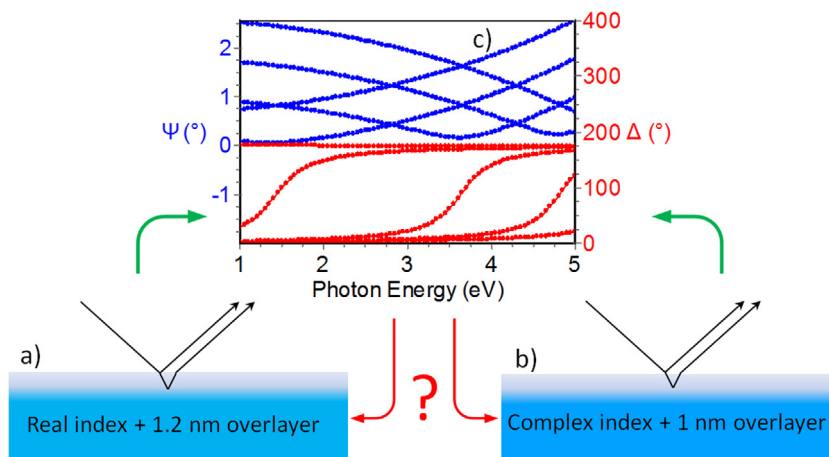 c)
2
1
0
-1
Ψ (°)
400
300
200
100
0
Δ (°)
1 2 3 4 5
Photon Energy (eV)
a)
b)
?
Real index + 1.2 nm overlayer
Complex index + 1 nm overlayer